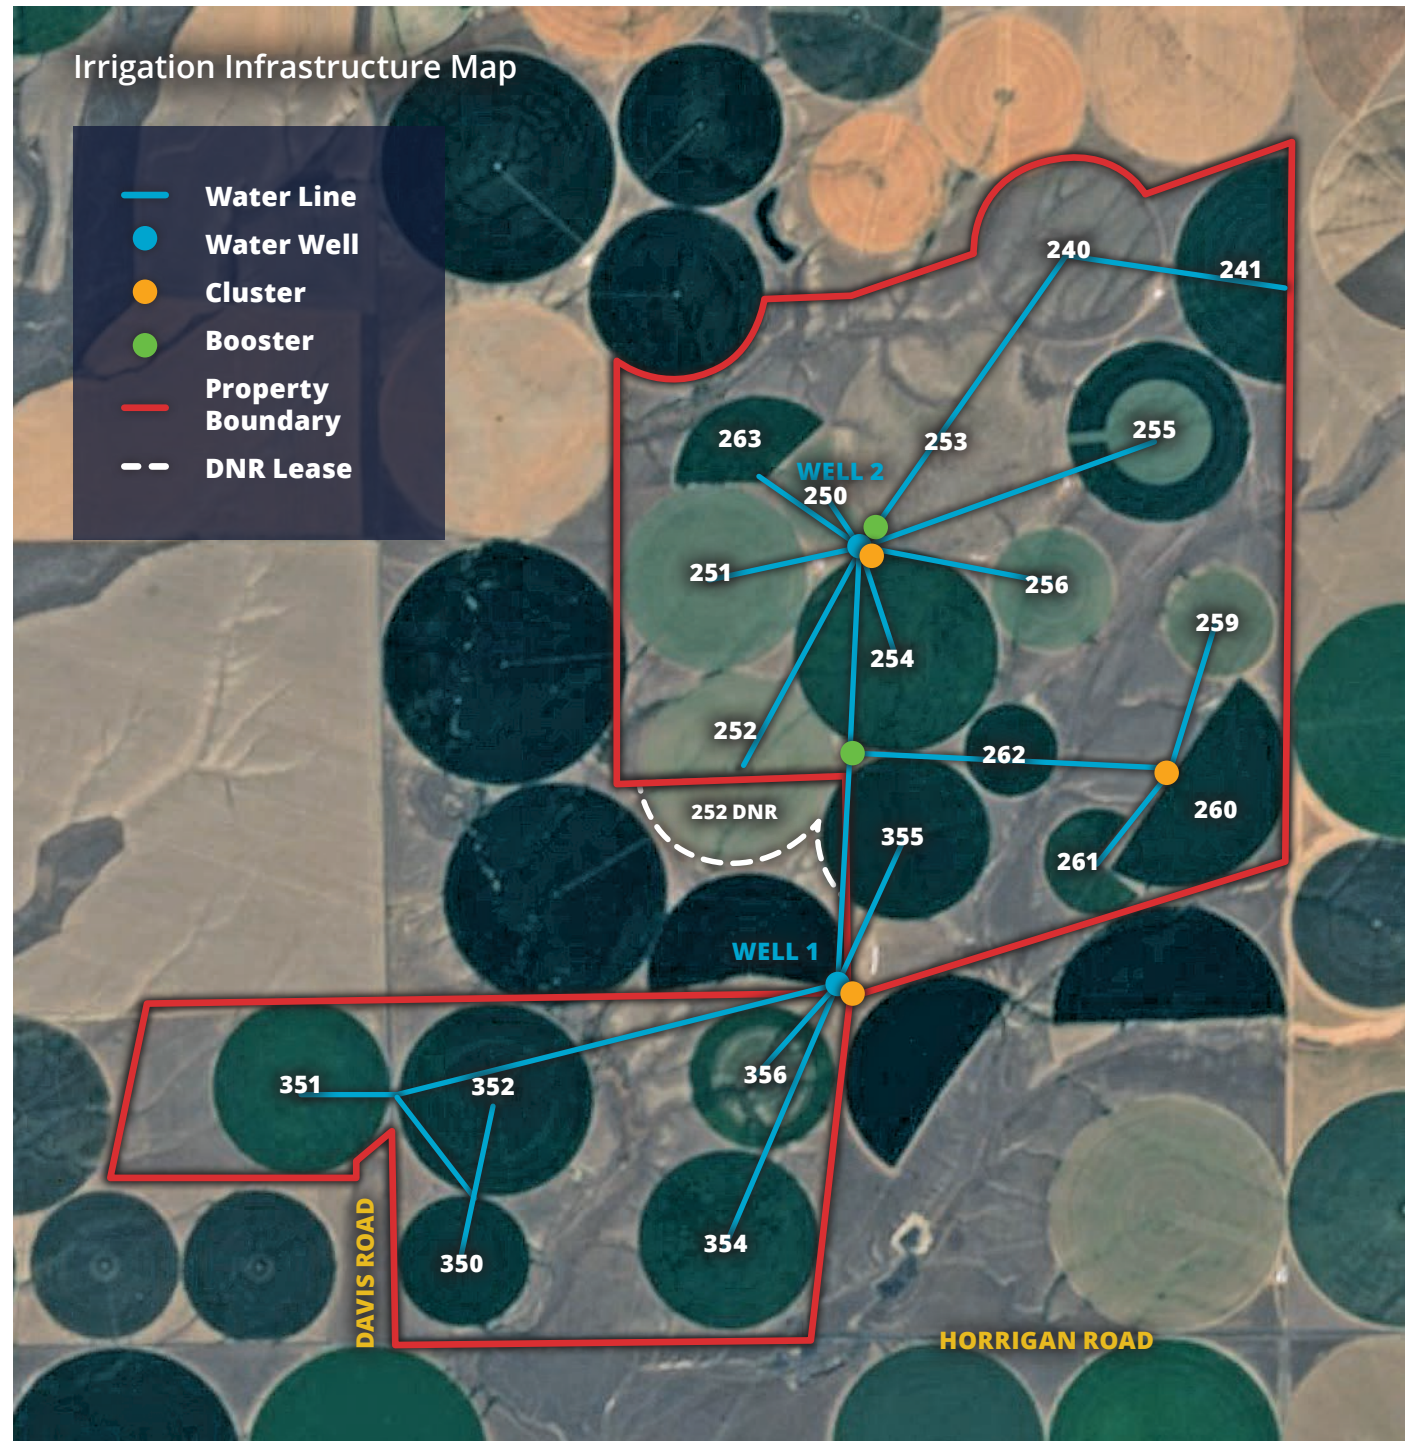 Irrigation Infrastructure Map
Water Line
Water Well
Cluster
Booster
Property
Boundary
DNR Lease
240
241
263
253
255
WELL 2
250
251
256
259
254
252
262
252 DNR
260
355
261
WELL 1
356
351
352
354
350
DAVIS ROAD
HORRIGAN ROAD